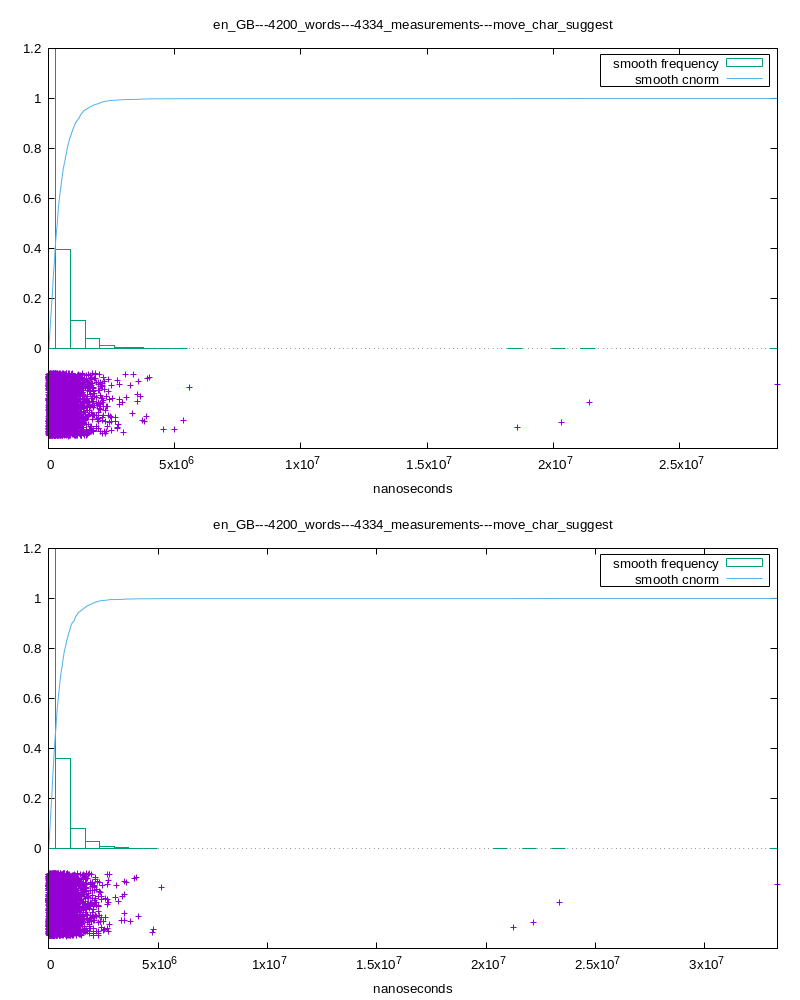 en_GB---4200_words---4334_measurements---move_char_suggest
1.2
smooth frequency
smooth cnorm
1
0.8
0.6
0.4
0.2
0
0 5x10^6 1x10^7 1.5x10^7 2x10^7 2.5x10^7
nanoseconds
en_GB---4200_words---4334_measurements---move_char_suggest
1.2
smooth frequency
smooth cnorm
1
0.8
0.6
0.4
0.2
0
0 5x10^6 1x10^7 1.5x10^7 2x10^7 2.5x10^7 3x10^7
nanoseconds